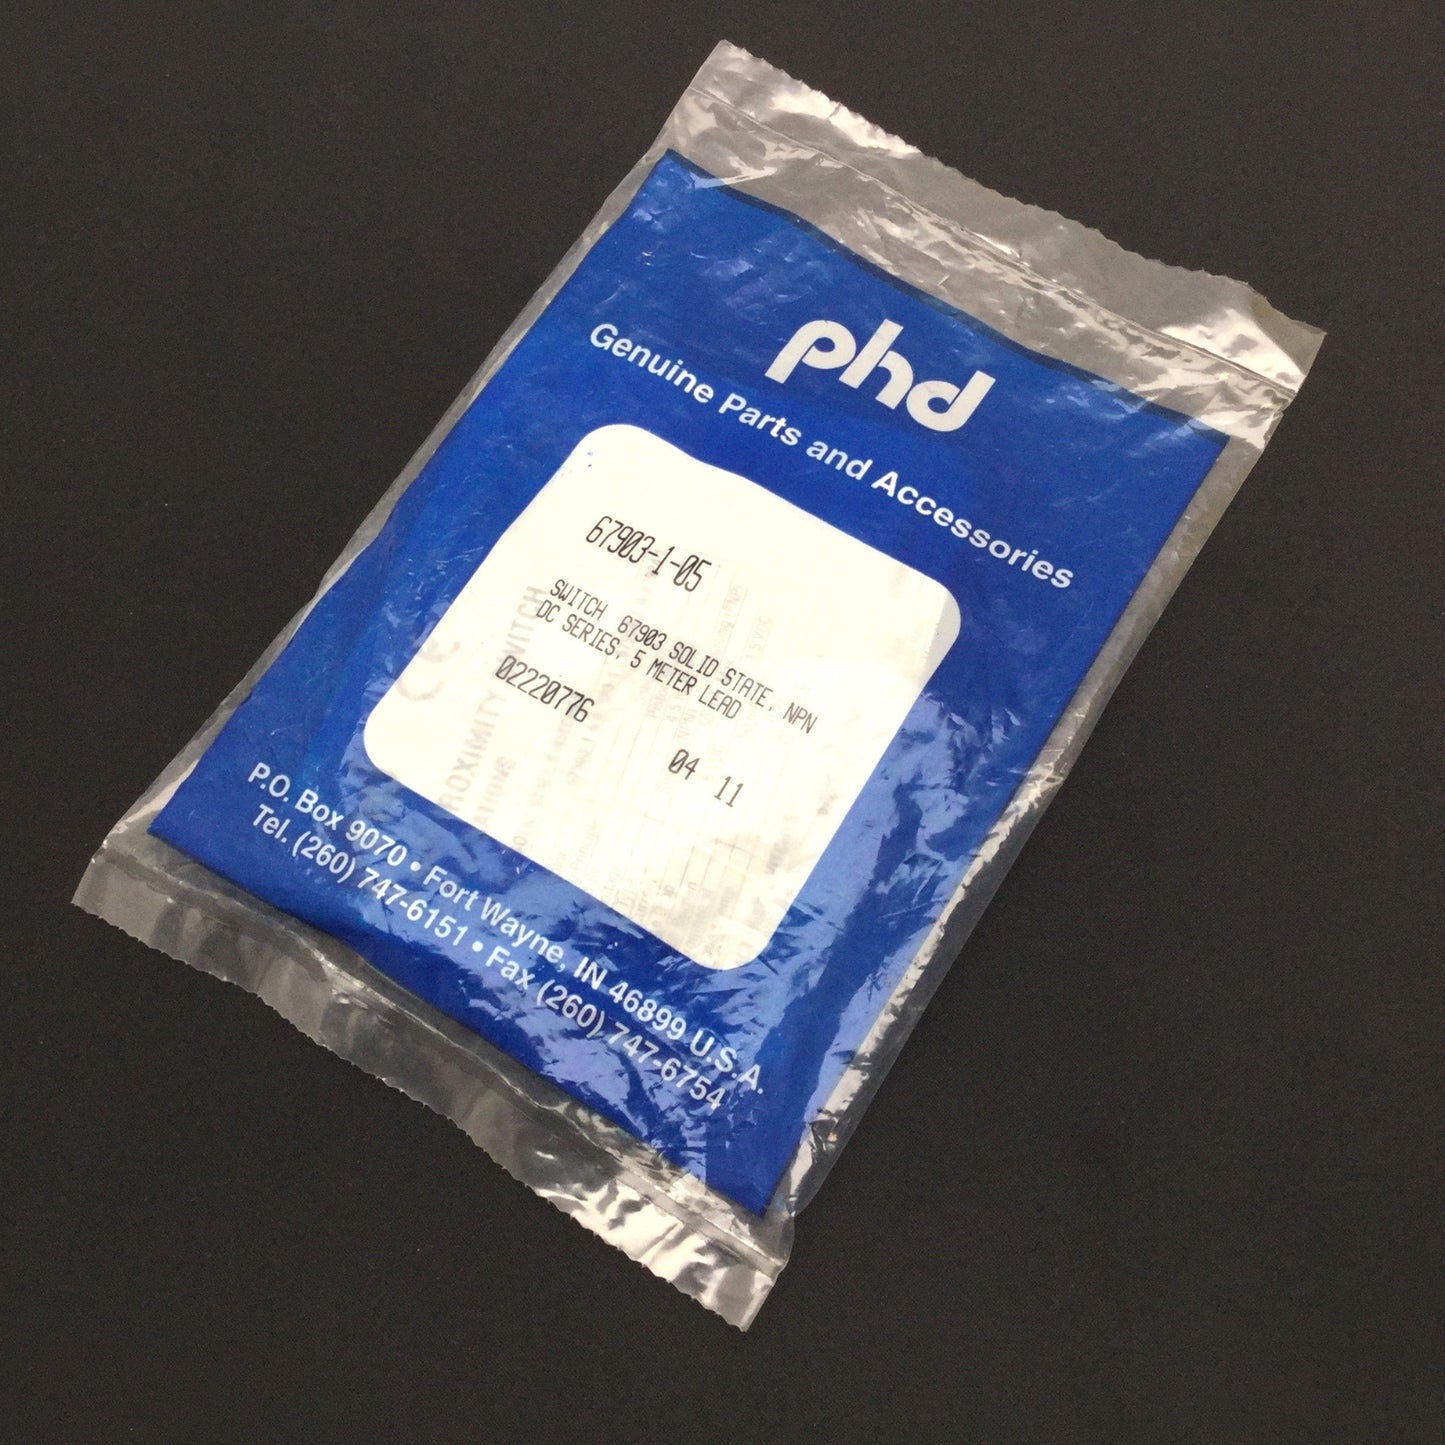 phd
Genuine Parts and Accessories
67903-1-05
SWITCH 67903 SOLID STATE, NPN
DC SERIES, 5 METER LEAD
02220776
04 11
P.O. Box 9070 • Fort Wayne, IN 46899 U.S.A.
Tel. (260) 747-6151 • Fax (260) 747-6754